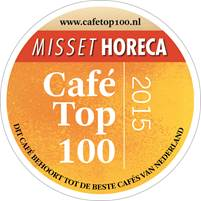 www.cafetop100.nl
MISSET HORECA
Café
Top
100
2015
DIT CAFÉ BEHOORT TOT DE BESTE CAFÉS VAN NEDERLAND